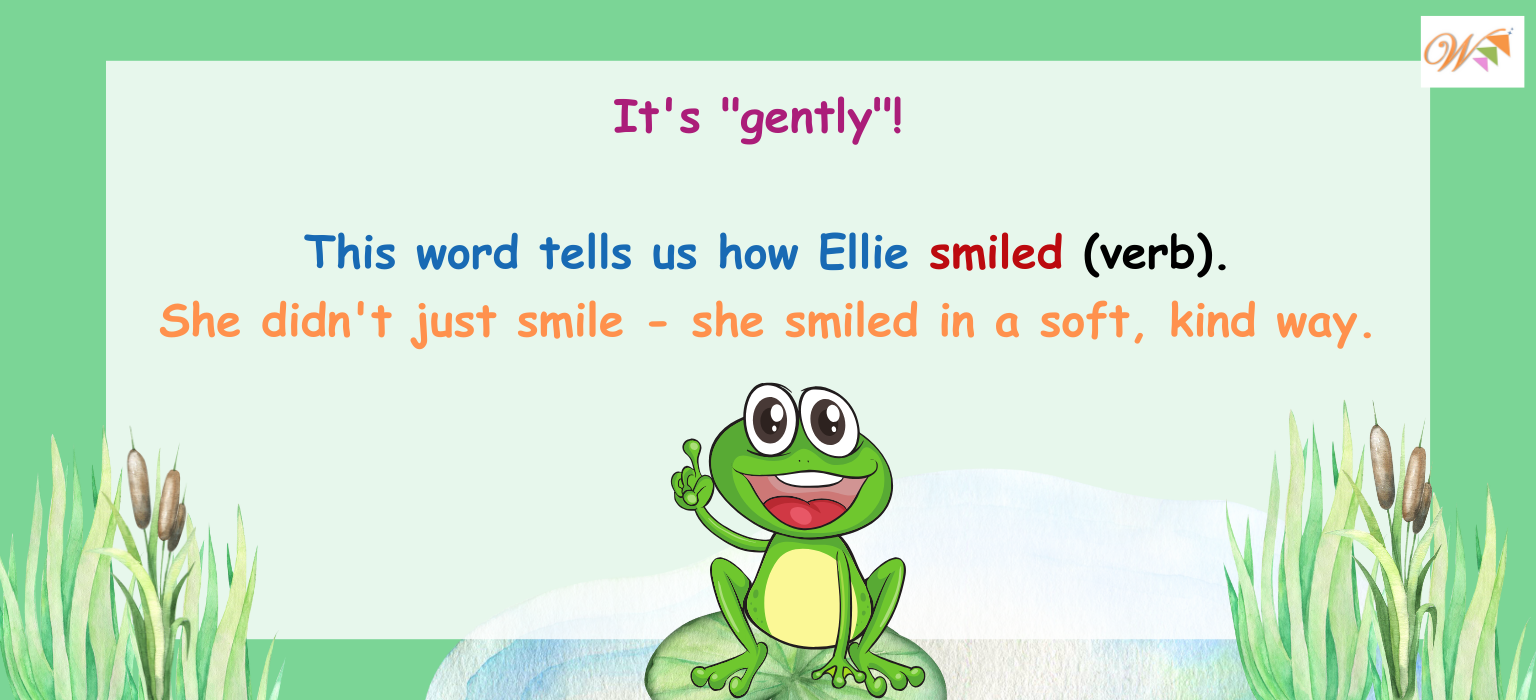 W
It's "gently"!
This word tells us how Ellie smiled (verb).
She didn't just smile - she smiled in a soft, kind way.